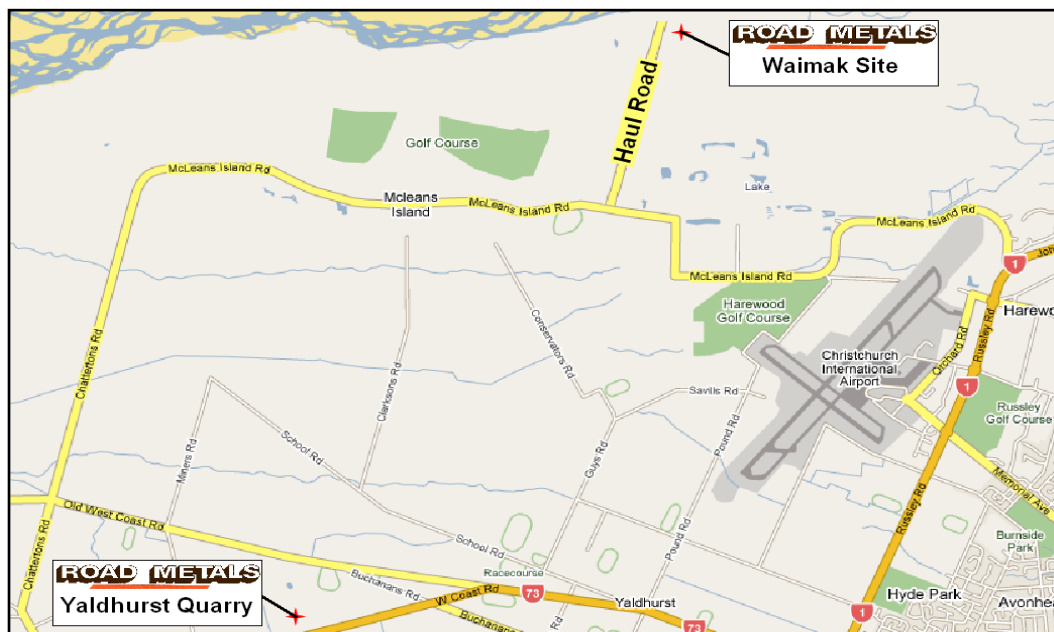 ROAD METALS
Waimak Site
Haul Road
Golf Course
McLeans Island Rd
Mcleans
Island
McLeans Island Rd
Lake
McLeans Island Rd
McLeans Island Rd
1
Harewood
Golf Course
Christchurch
International
Airport
Orchard Rd
Russley Rd
1
Russley
Golf Course
Chattertons Rd
Clarksons Rd
Conservators Rd
Savills Rd
Pound Rd
Miners Rd
School Rd
Guys Rd
Memorial Ave
Russley Rd
Burnside
Park
Old West Coast Rd
Chattertons Rd
School Rd
Pound Rd
Racecourse
Buchanans Rd
W Coast Rd
73
Yaldhurst
Hyde Park
1
73
ROAD METALS
Yaldhurst Quarry